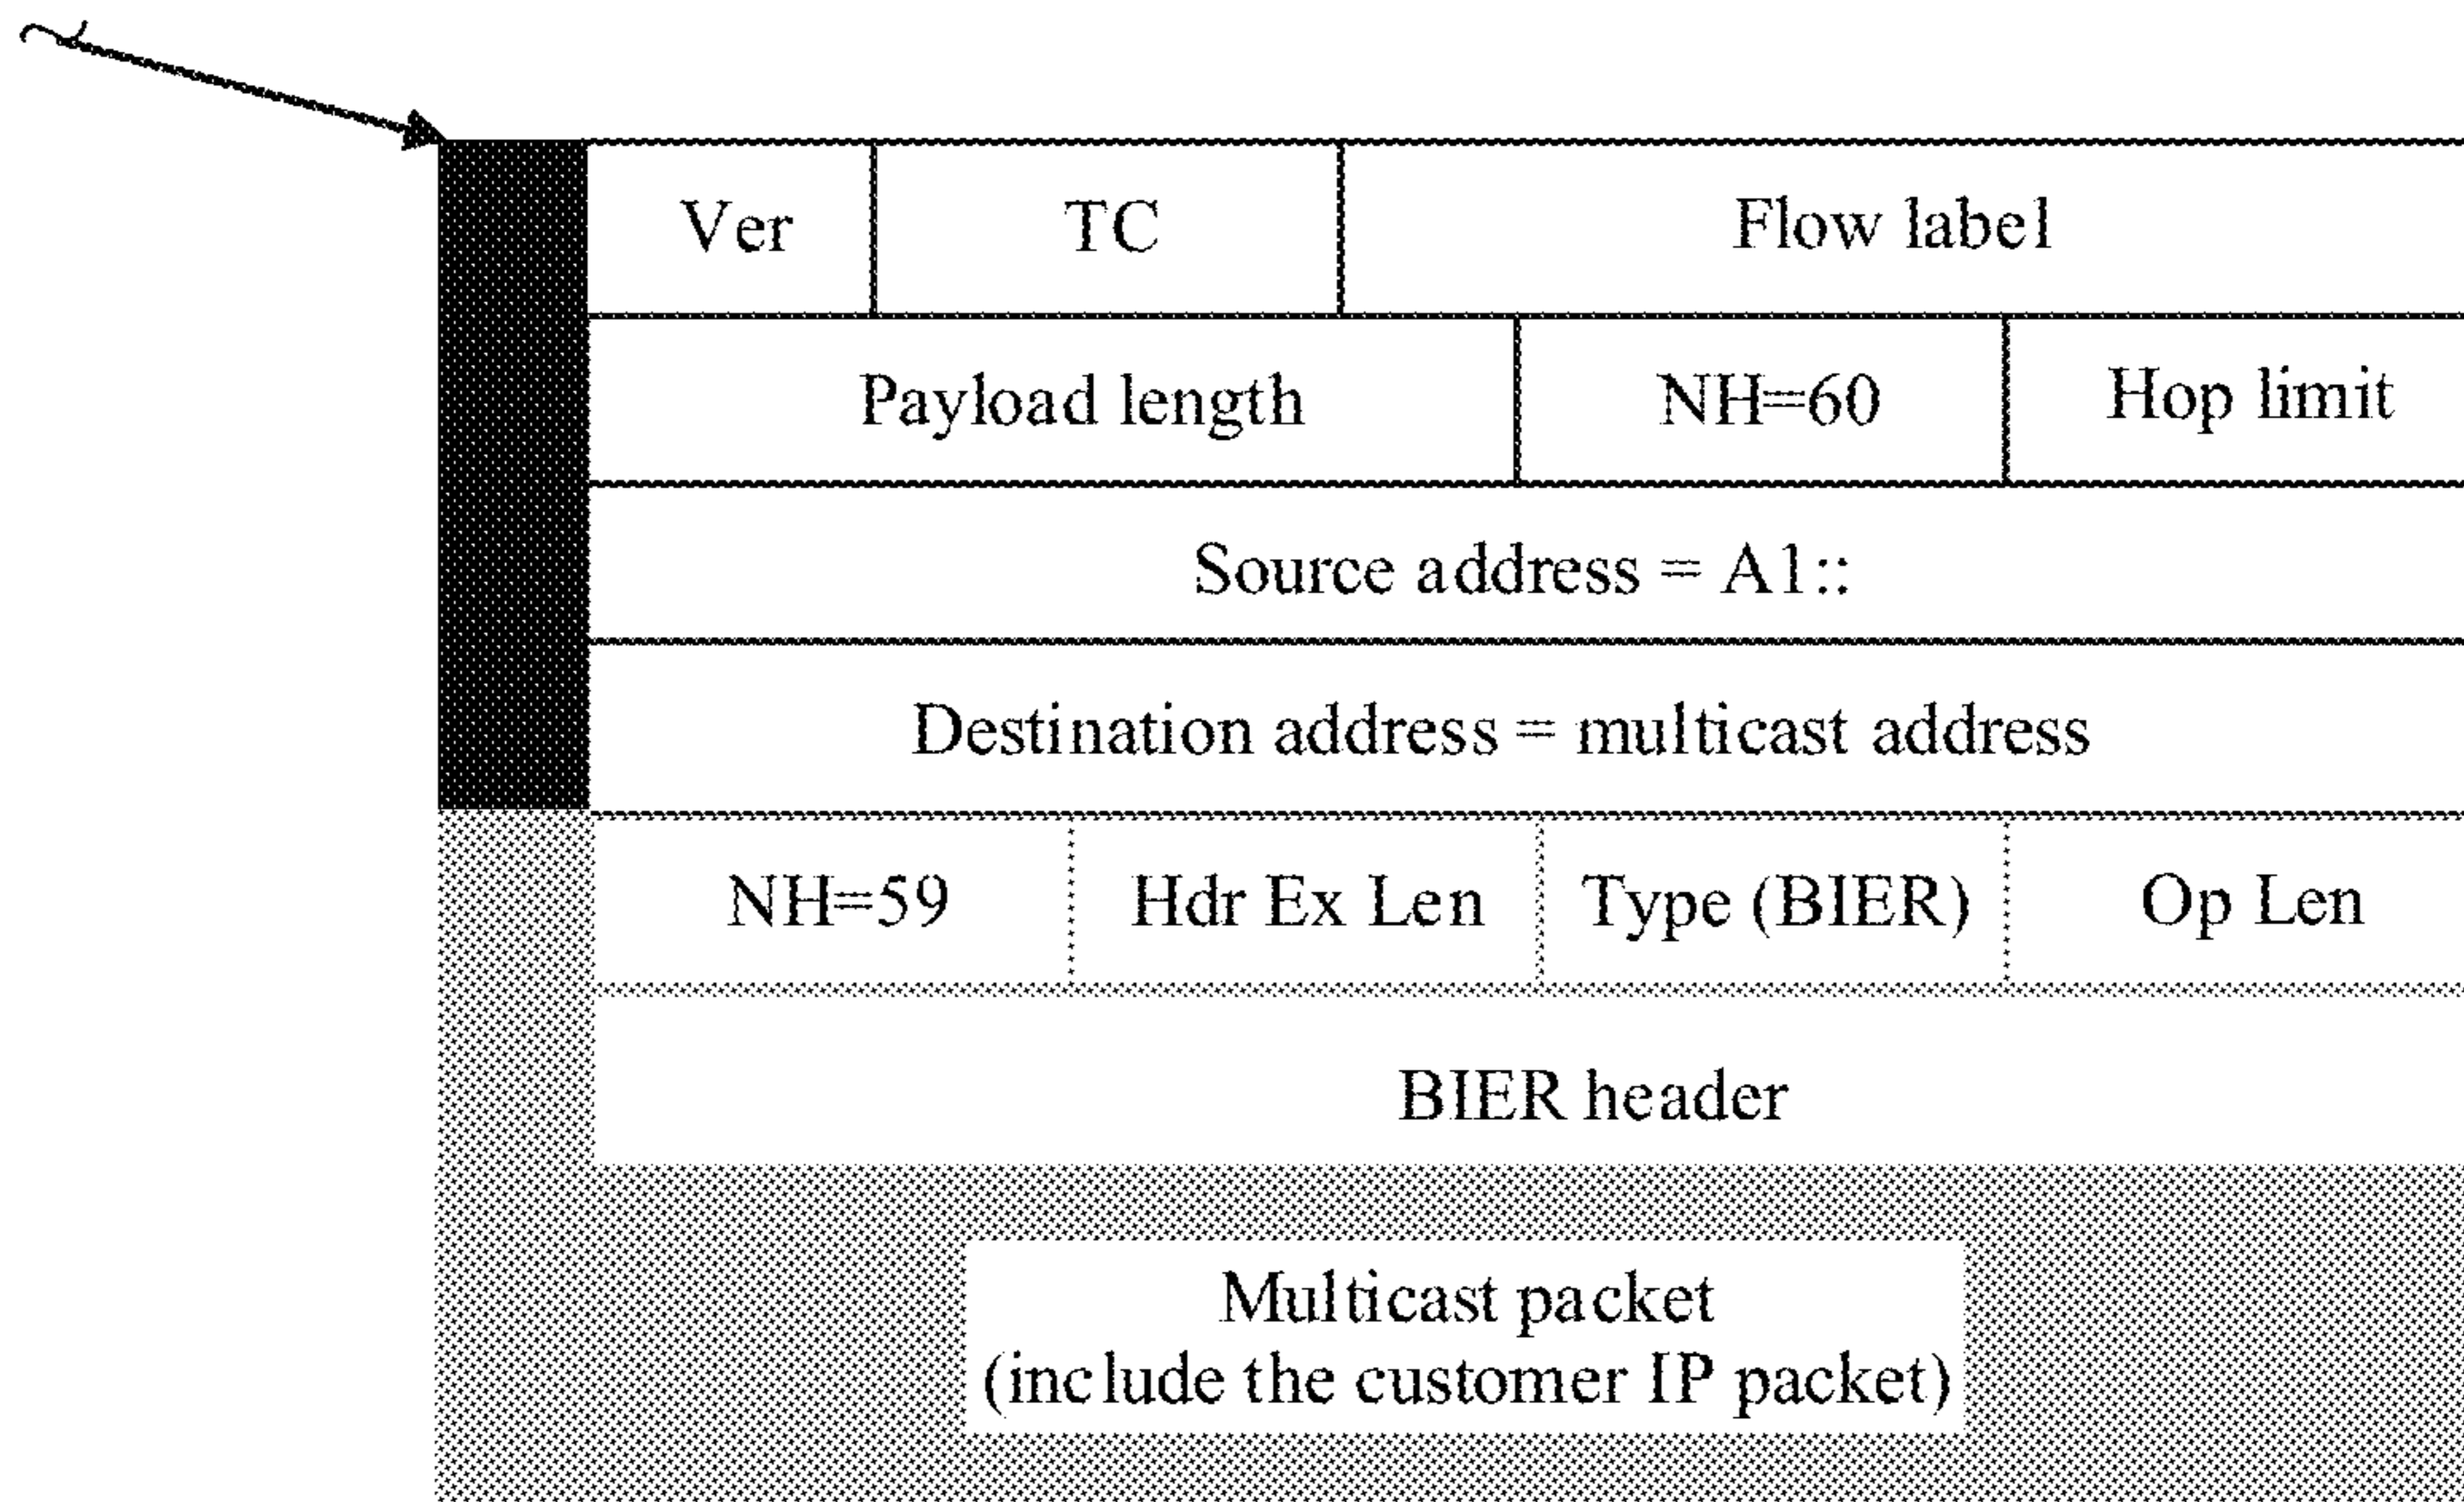 Ver TC Flow label
Payload length NH=60 Hop limit
Source address = A1::
Destination address = multicast address
NH=59 Hdr Ex Len Type (BIER) Op Len
BIER header
Multicast packet
(include the customer IP packet)